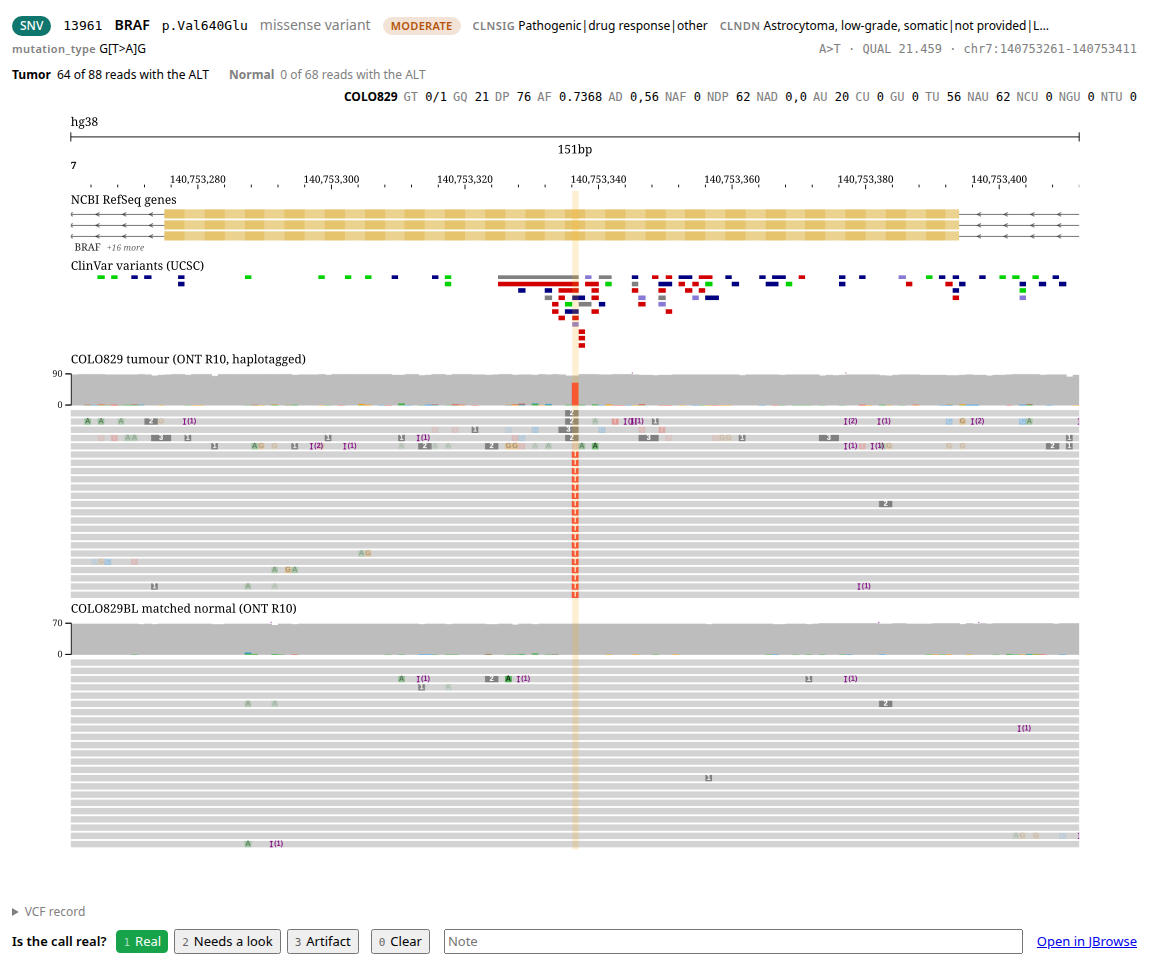 SNV 13961 BRAF p.Val640Glu missense variant MODERATE CLNSIG Pathogenic|drug response|other CLNDN Astrocytoma, low-grade, somatic|not provided|L...
mutation_type G[T>A]G A>T · QUAL 21.459 · chr7:140753261-140753411
Tumor 64 of 88 reads with the ALT Normal 0 of 68 reads with the ALT
COLO829 GT 0/1 GQ 21 DP 76 AF 0.7368 AD 0,56 NAF 0 NDP 62 NAD 0,0 AU 20 CU 0 GU 0 TU 56 NAU 62 NCU 0 NGU 0 NTU 0
hg38
151bp
7
140,753,280 140,753,300 140,753,320 140,753,340 140,753,360 140,753,380 140,753,400
NCBI RefSeq genes
BRAF +16 more
ClinVar variants (UCSC)
COLO829 tumour (ONT R10, haplotagged)
90
0
COLO829BL matched normal (ONT R10)
70
0
▶ VCF record
Is the call real? 1 Real 2 Needs a look 3 Artifact 0 Clear Note Open in JBrowse